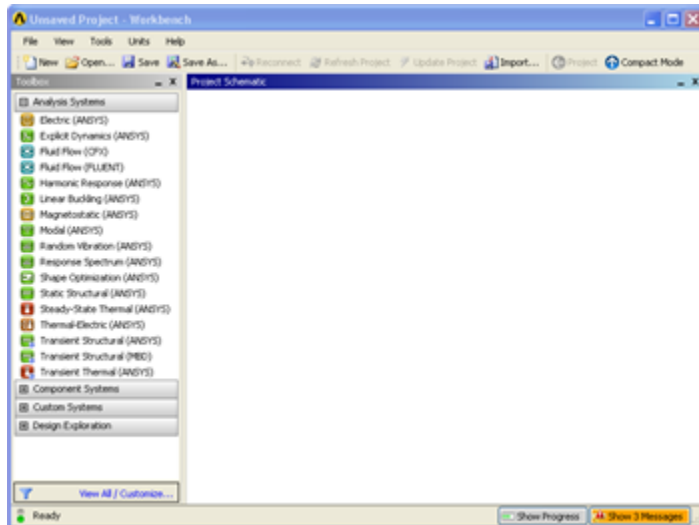 Unsaved Project - Workbench
File View Tools Units Help
New Open... Save Save As... Reconnect Refresh Project Update Project Import... Project Compact Mode
Toolbox
Project Schematic
Analysis Systems
Electric (ANSYS)
Explicit Dynamics (ANSYS)
Fluid Flow (CFX)
Fluid Flow (FLUENT)
Harmonic Response (ANSYS)
Linear Buckling (ANSYS)
Magnetostatic (ANSYS)
Modal (ANSYS)
Random Vibration (ANSYS)
Response Spectrum (ANSYS)
Shape Optimization (ANSYS)
Static Structural (ANSYS)
Steady-State Thermal (ANSYS)
Thermal-Electric (ANSYS)
Transient Structural (ANSYS)
Transient Structural (MBD)
Transient Thermal (ANSYS)
Component Systems
Custom Systems
Design Exploration
View All / Customize...
Ready
Show Progress
Show 3 Messages